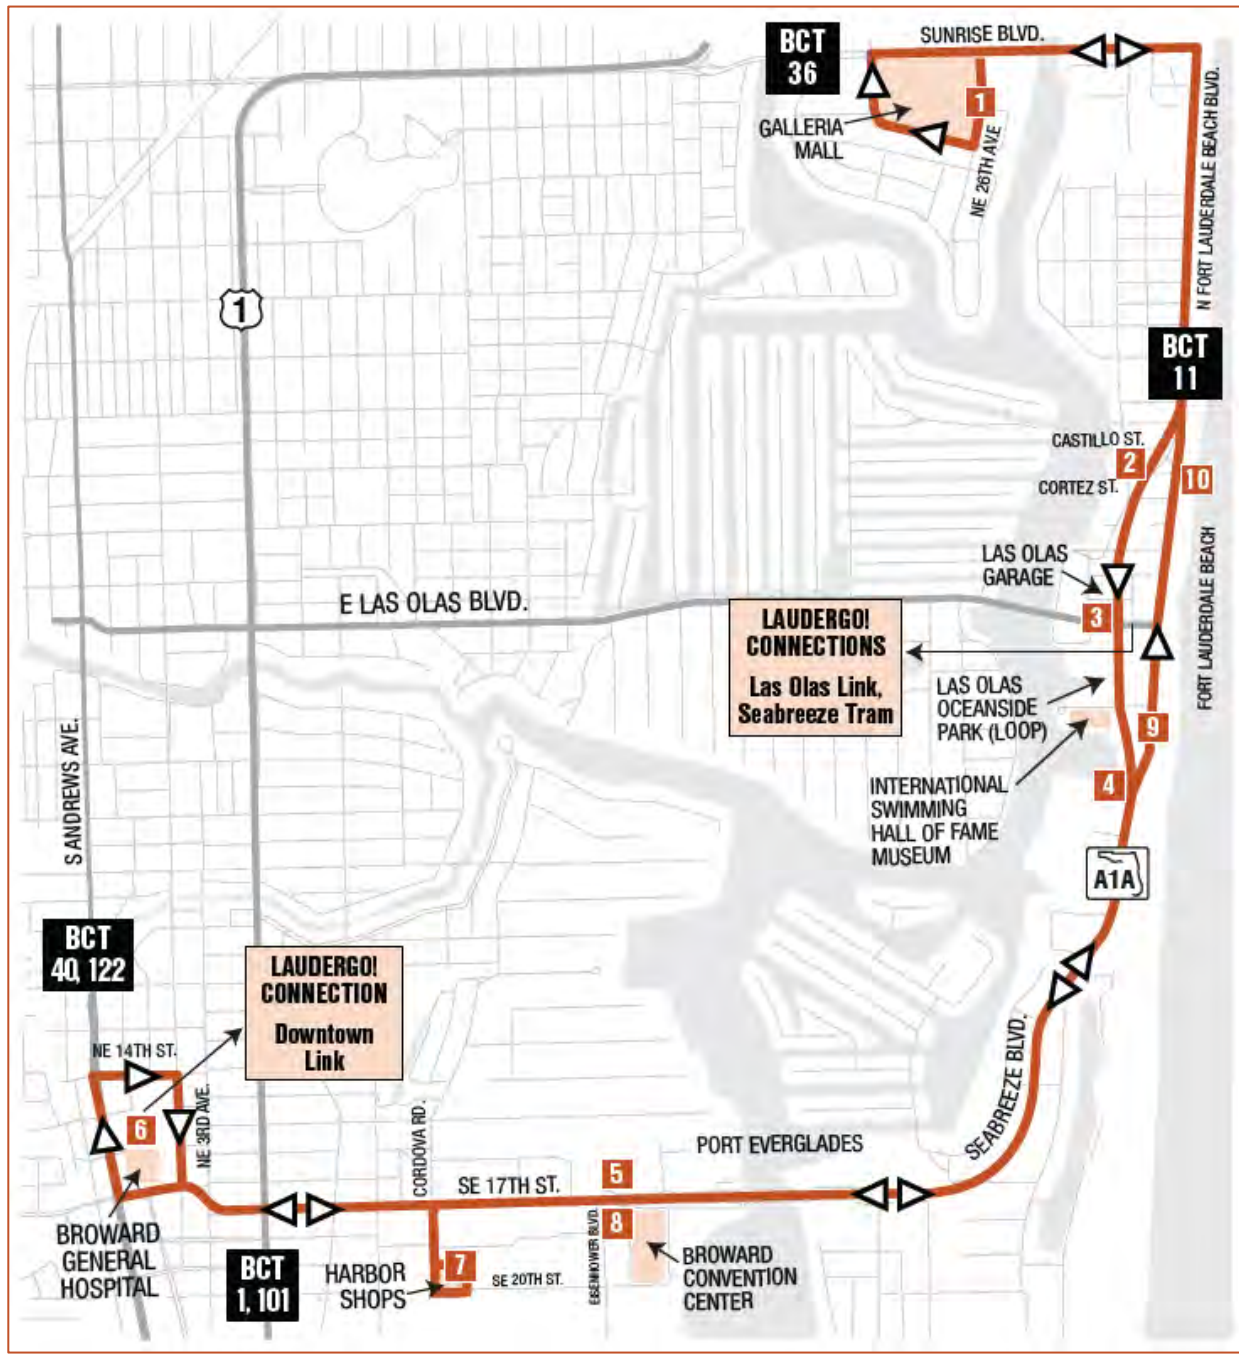 BCT
36
SUNRISE BLVD.
1
GALLERIA
MALL
NE 26TH AVE
N FORT LAUDERDALE BEACH BLVD.
1
BCT
11
CASTILLO ST.
2
CORTEZ ST.
10
LAS OLAS
GARAGE
E LAS OLAS BLVD.
3
LAUDERGO!
CONNECTIONS
Las Olas Link,
Seabreeze Tram
FORT LAUDERDALE BEACH
LAS OLAS
OCEANSIDE
PARK (LOOP)
9
S ANDREWS AVE.
INTERNATIONAL
SWIMMING
HALL OF FAME
MUSEUM
4
A1A
BCT
40, 122
LAUDERGO!
CONNECTION
Downtown
Link
NE 14TH ST.
6
NE 3RD AVE.
CORDOVA RD.
SEABREEZE BLVD.
PORT EVERGLADES
SE 17TH ST.
5
8
EISENHOWER BLVD.
BROWARD
GENERAL
HOSPITAL
BCT
1, 101
HARBOR
SHOPS
7
SE 20TH ST.
BROWARD
CONVENTION
CENTER